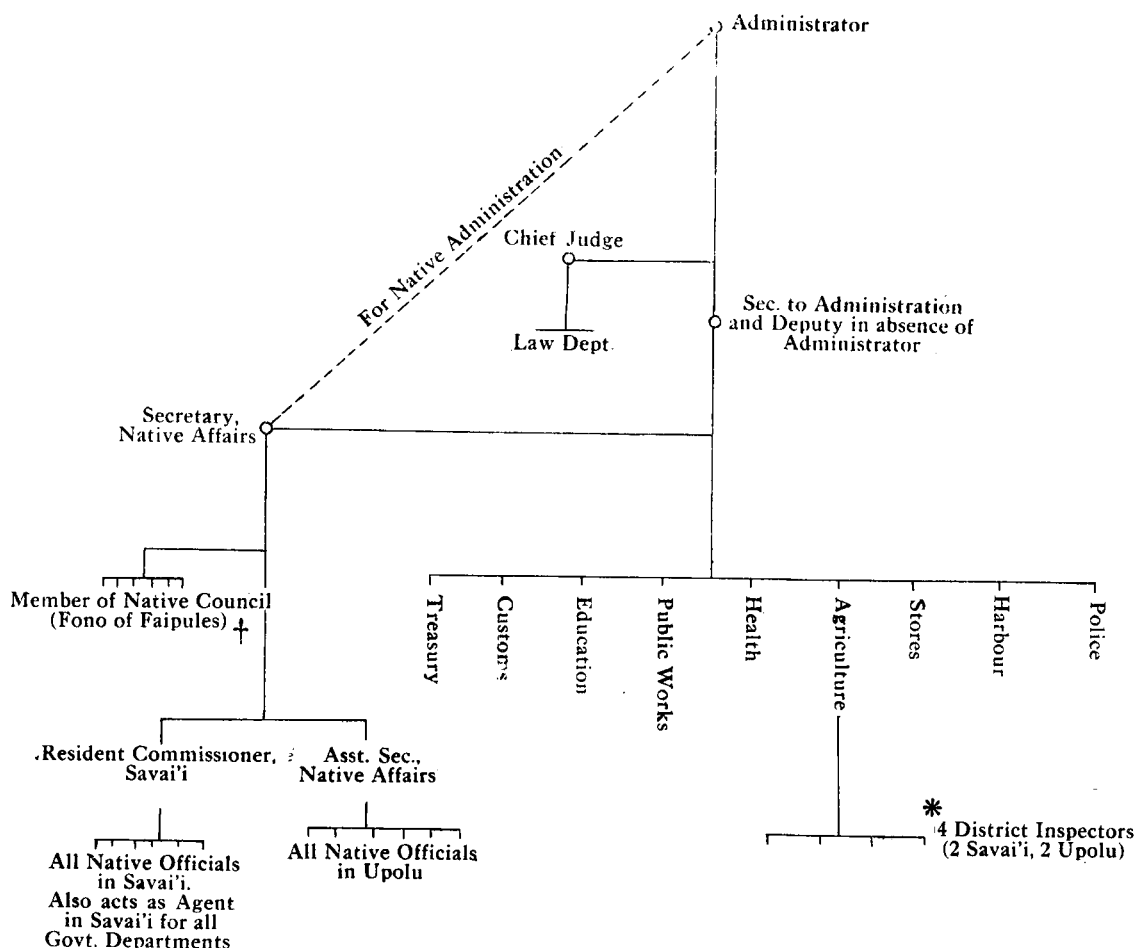 Administrator
For Native Administration
Chief Judge
Law Dept.
Sec. to Administration
and Deputy in absence of
Administrator
Secretary,
Native Affairs
Member of Native Council
(Fono of Faipules) †
Treasury
Customs
Education
Public Works
Health
Agriculture
Stores
Harbour
Police
Resident Commissioner,
Savai'i
Asst. Sec.,
Native Affairs
All Native Officials
in Savai'i.
Also acts as Agent
in Savai'i for all
Govt. Departments
All Native Officials
in Upolu
*
4 District Inspectors
(2 Savai'i, 2 Upolu)